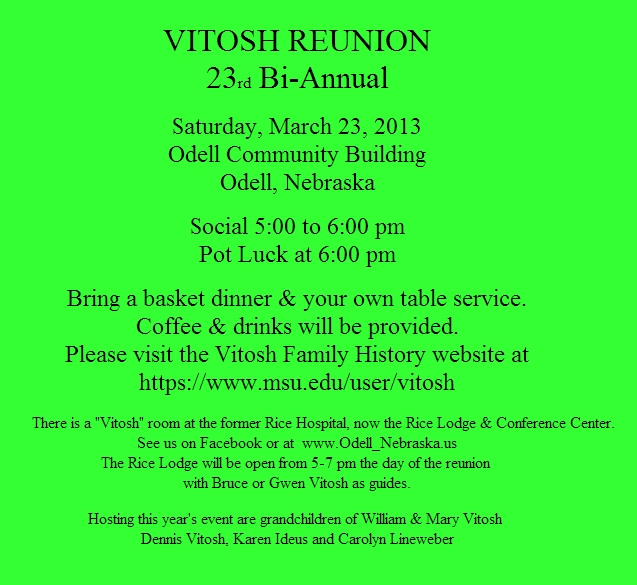 VITOSH REUNION
23rd Bi-Annual
Saturday, March 23, 2013
Odell Community Building
Odell, Nebraska
Social 5:00 to 6:00 pm
Pot Luck at 6:00 pm
Bring a basket dinner & your own table service.
Coffee & drinks will be provided.
Please visit the Vitosh Family History website at
https://www.msu.edu/user/vitosh
There is a "Vitosh" room at the former Rice Hospital, now the Rice Lodge & Conference Center.
See us on Facebook or at www.Odell_Nebraska.us
The Rice Lodge will be open from 5-7 pm the day of the reunion
with Bruce or Gwen Vitosh as guides.
Hosting this year's event are grandchildren of William & Mary Vitosh
Dennis Vitosh, Karen Ideus and Carolyn Lineweber